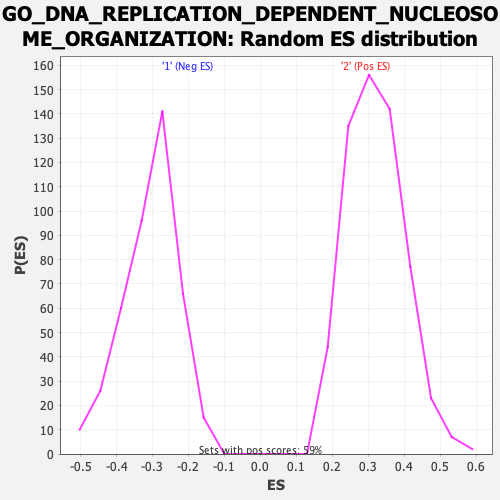 GO_DNA_REPLICATION_DEPENDENT_NUCLEOSO
ME_ORGANIZATION: Random ES distribution
'1' (Neg ES) '2' (Pos ES)
160
150
140
130
120
110
100
90
80
70
60
50
40
30
20
10
0
P(ES)
Sets with pos scores: 59%
-0.5 -0.4 -0.3 -0.2 -0.1 0.0 0.1 0.2 0.3 0.4 0.5 0.6
ES